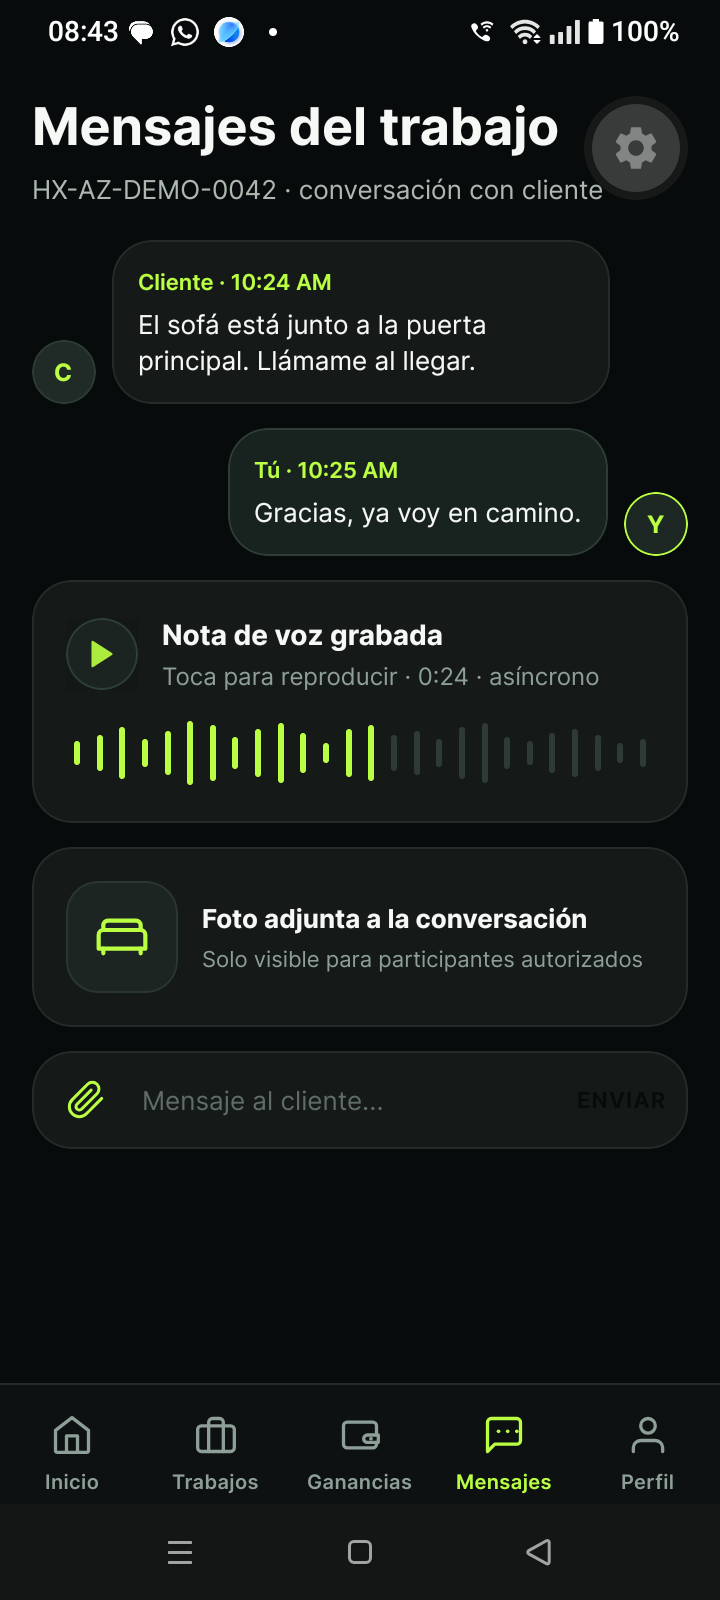 08:43
100%
Mensajes del trabajo
HX-AZ-DEMO-0042 · conversación con cliente
Cliente · 10:24 AM
El sofá está junto a la puerta
principal. Llámame al llegar.
C
Tú · 10:25 AM
Gracias, ya voy en camino.
Y
Nota de voz grabada
Toca para reproducir · 0:24 · asíncrono
Foto adjunta a la conversación
Solo visible para participantes autorizados
Mensaje al cliente...
ENVIAR
Inicio
Trabajos
Ganancias
Mensajes
Perfil